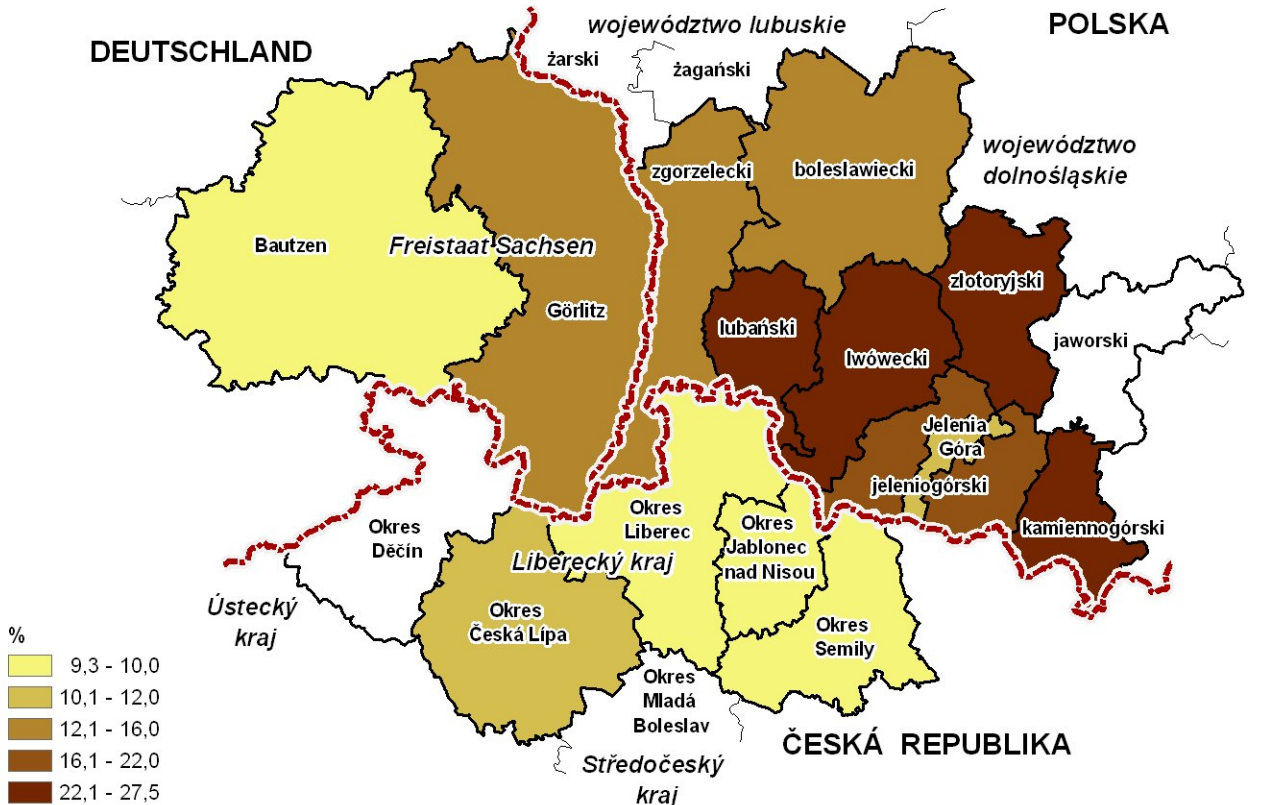 DEUTSCHLAND
województwo lubuskie
POLSKA
żarski
żagański
województwo
dolnośląskie
zgorzelecki
boleslawiecki
Bautzen
Freistaat Sachsen
Görlitz
zlotoryjski
lubański
lwówecki
jaworski
Jelenia
Góra
jeleniogórski
kamiennogórski
Okres
Děčín
Okres
Liberec
Okres
Jablonec
nad Nisou
Liberecký kraj
Ústecký
kraj
Okres
Česká Lípa
Okres
Semily
Okres
Mladá
Boleslav
ČESKÁ REPUBLIKA
Středočeský
kraj
%
9,3 - 10,0
10,1 - 12,0
12,1 - 16,0
16,1 - 22,0
22,1 - 27,5